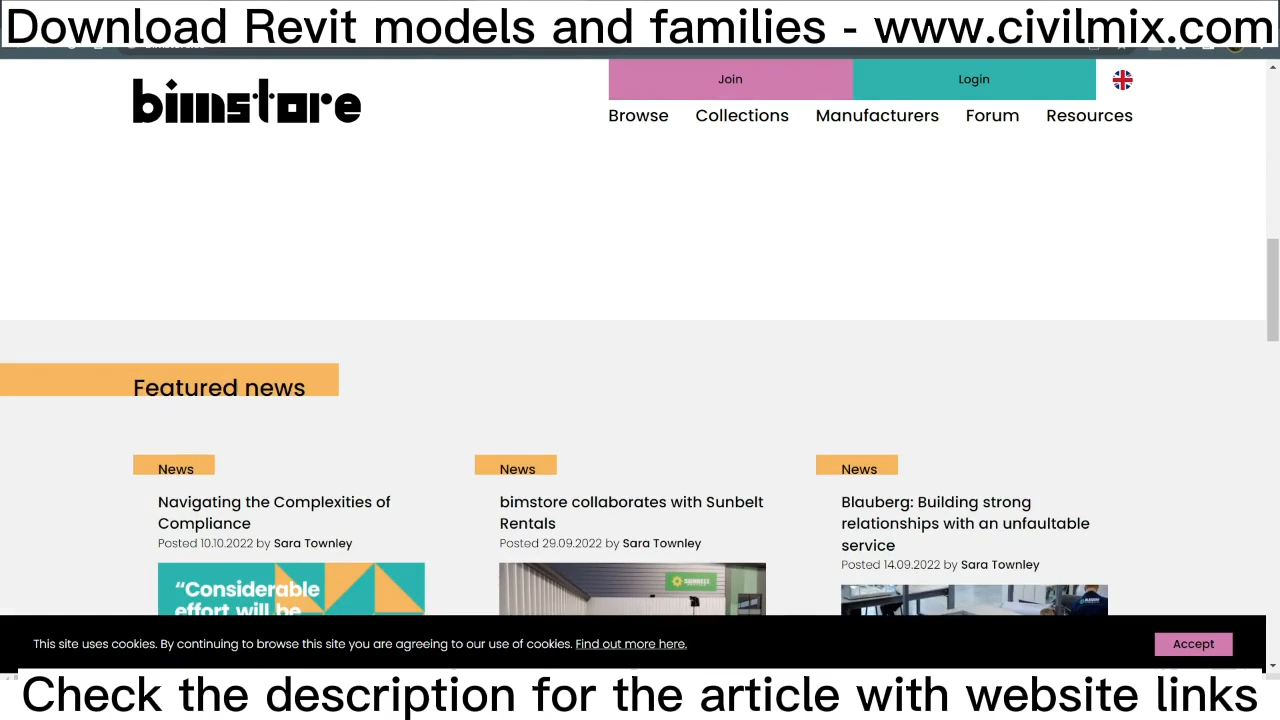 Download Revit models and families - www.civilmix.com
bimstore
Join
Login
Browse
Collections
Manufacturers
Forum
Resources
Featured news
News
Navigating the Complexities of
Compliance
Posted 10.10.2022 by Sara Townley
“Considerable
effort will be
News
bimstore collaborates with Sunbelt
Rentals
Posted 29.09.2022 by Sara Townley
News
Blauberg: Building strong
relationships with an unfaultable
service
Posted 14.09.2022 by Sara Townley
This site uses cookies. By continuing to browse this site you are agreeing to our use of cookies. Find out more here.
Accept
Check the description for the article with website links